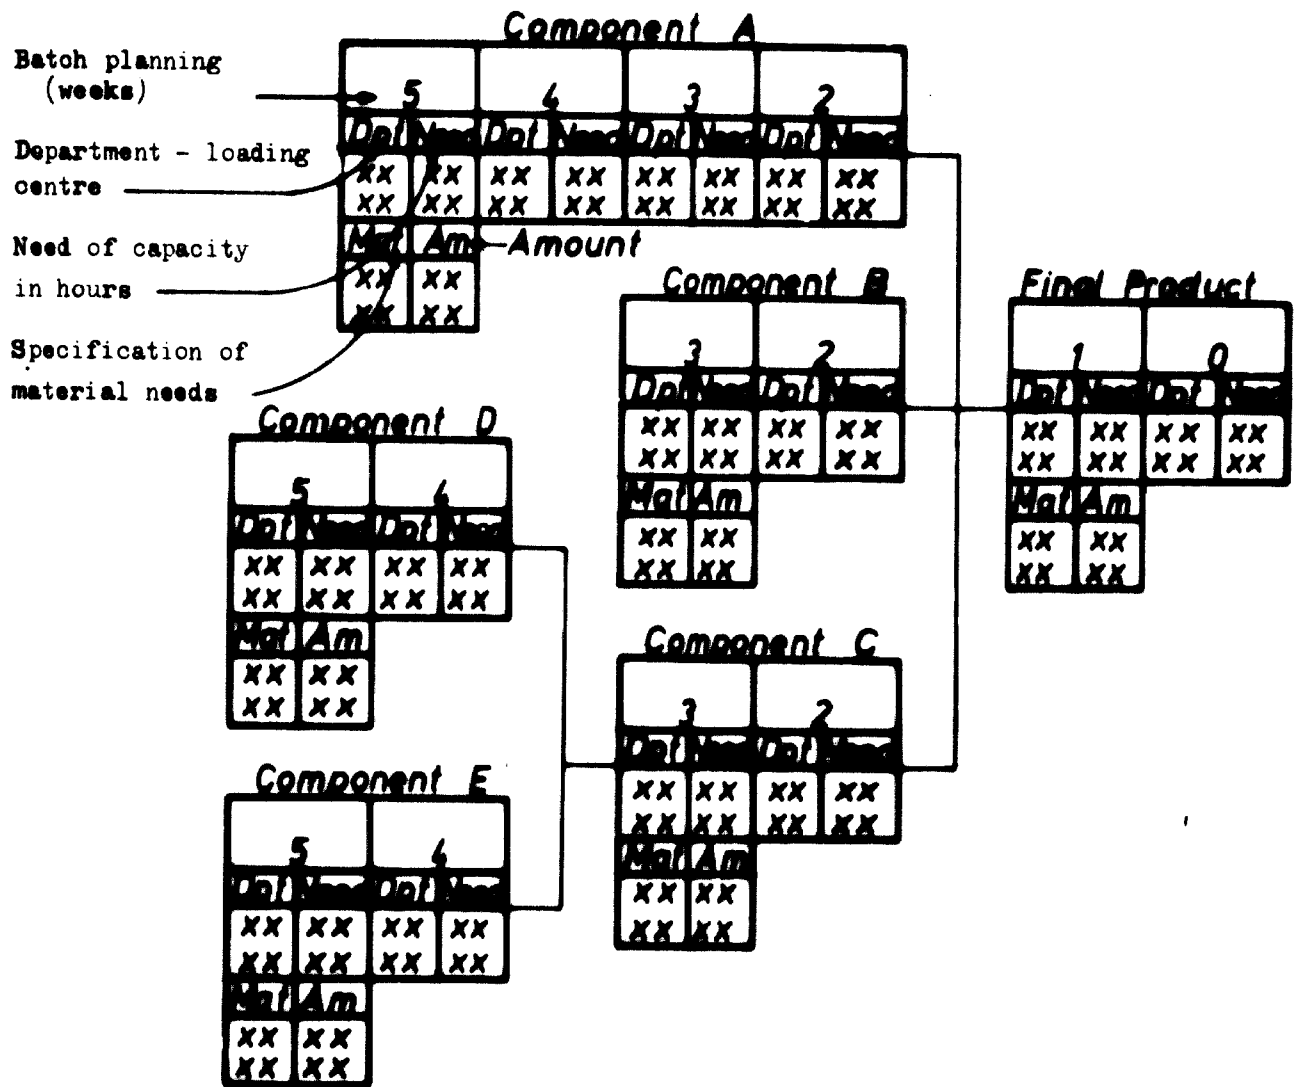 Component A
Batch planning
(weeks)
5 4 3 2
Dpt Need Dpt Need Dpt Need Dpt Need
Department - loading
centre
xx xx xx xx xx xx xx xx
xx xx xx xx xx xx xx xx
Mat Am Amount
Need of capacity
in hours
xx xx
xx xx
Specification of
material needs
Component B
3 2
Dpt Need Dpt Need
xx xx xx xx
xx xx xx xx
Mat Am
xx xx
xx xx
Final Product
1 0
Dpt Need Dpt Need
xx xx xx xx
xx xx xx xx
Mat Am
xx xx
xx xx
Component D
5 4
Dpt Need Dpt Need
xx xx xx xx
xx xx xx xx
Mat Am
xx xx
xx xx
Component C
3 2
Dpt Need Dpt Need
xx xx xx xx
xx xx xx xx
Mat Am
xx xx
xx xx
Component E
5 4
Dpt Need Dpt Need
xx xx xx xx
xx xx xx xx
Mat Am
xx xx
xx xx